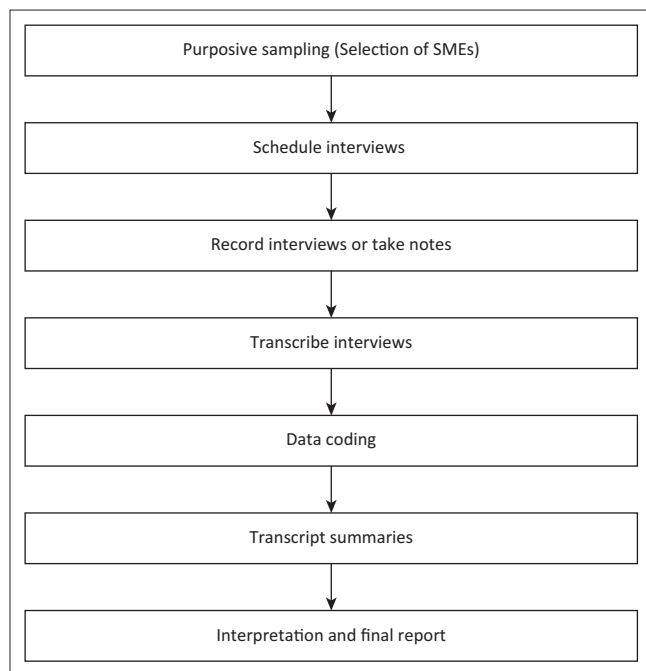 Purposive sampling (Selection of SMEs)
Schedule interviews
Record interviews or take notes
Transcribe interviews
Data coding
Transcript summaries
Interpretation and final report